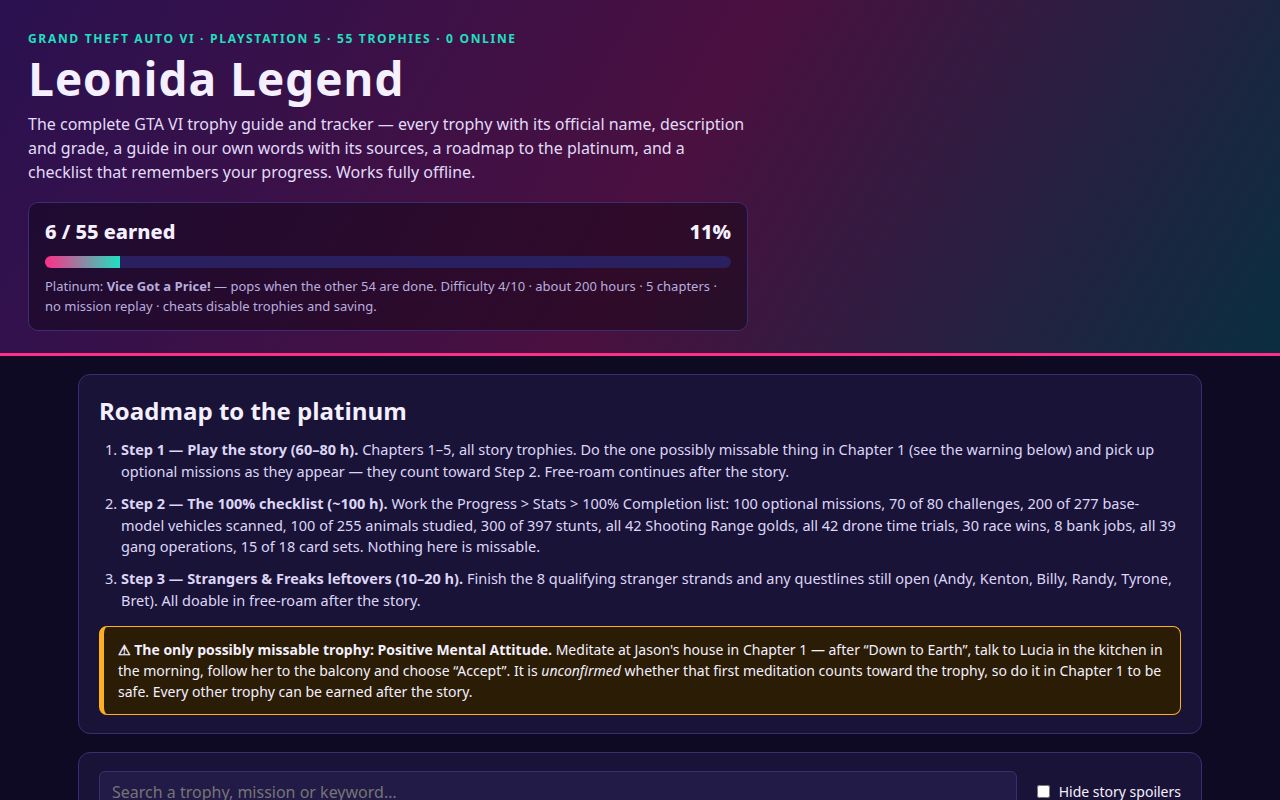 GRAND THEFT AUTO VI · PLAYSTATION 5 · 55 TROPHIES · 0 ONLINE
Leonida Legend
The complete GTA VI trophy guide and tracker — every trophy with its official name, description
and grade, a guide in our own words with its sources, a roadmap to the platinum, and a
checklist that remembers your progress. Works fully offline.
6 / 55 earned 11%
Platinum: Vice Got a Price! — pops when the other 54 are done. Difficulty 4/10 · about 200 hours · 5 chapters ·
no mission replay · cheats disable trophies and saving.
Roadmap to the platinum
1. Step 1 — Play the story (60–80 h). Chapters 1–5, all story trophies. Do the one possibly missable thing in Chapter 1 (see the warning below) and pick up
optional missions as they appear — they count toward Step 2. Free-roam continues after the story.
2. Step 2 — The 100% checklist (~100 h). Work the Progress > Stats > 100% Completion list: 100 optional missions, 70 of 80 challenges, 200 of 277 base-
model vehicles scanned, 100 of 255 animals studied, 300 of 397 stunts, all 42 Shooting Range golds, all 42 drone time trials, 30 race wins, 8 bank jobs, all 39
gang operations, 15 of 18 card sets. Nothing here is missable.
3. Step 3 — Strangers & Freaks leftovers (10–20 h). Finish the 8 qualifying stranger strands and any questlines still open (Andy, Kenton, Billy, Randy, Tyrone,
Bret). All doable in free-roam after the story.
⚠ The only possibly missable trophy: Positive Mental Attitude. Meditate at Jason's house in Chapter 1 — after “Down to Earth”, talk to Lucia in the kitchen in
the morning, follow her to the balcony and choose “Accept”. It is unconfirmed whether that first meditation counts toward the trophy, so do it in Chapter 1 to be
safe. Every other trophy can be earned after the story.
Search a trophy, mission or keyword… Hide story spoilers